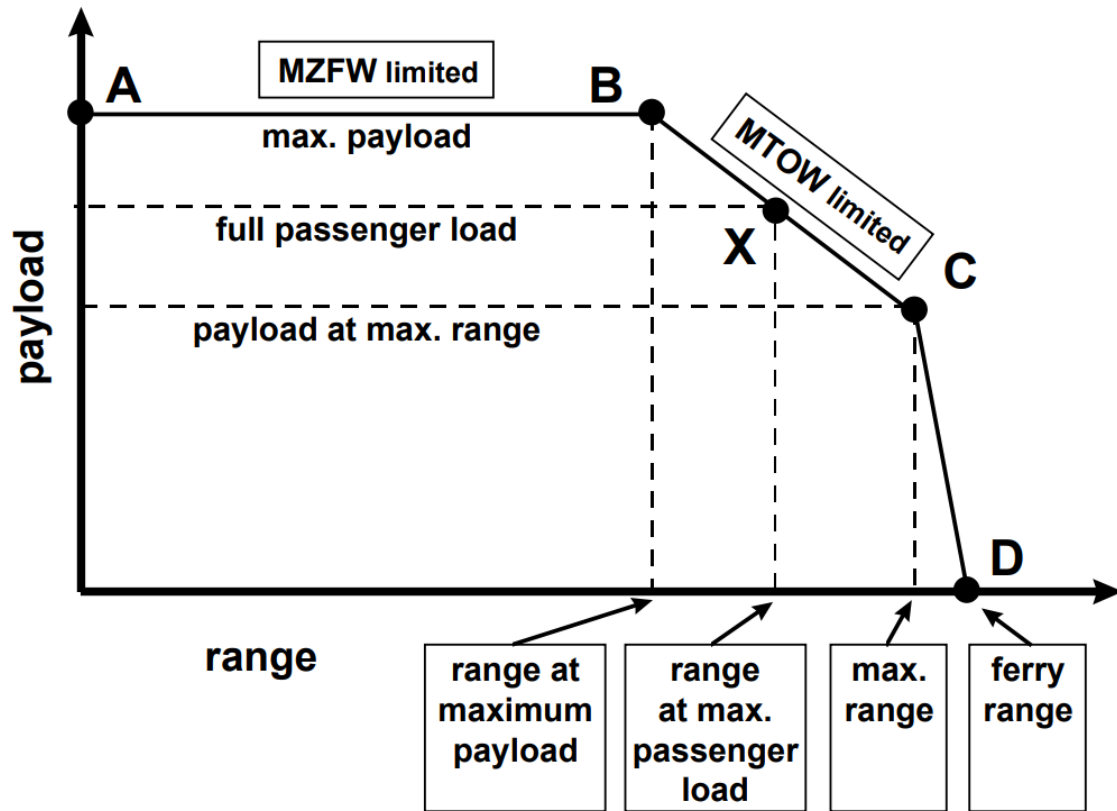 A
MZFW limited
B
max. payload
MTOW limited
full passenger load
X
C
payload at max. range
payload
D
range
range at
maximum
payload
range
at max.
passenger
load
max.
range
ferry
range